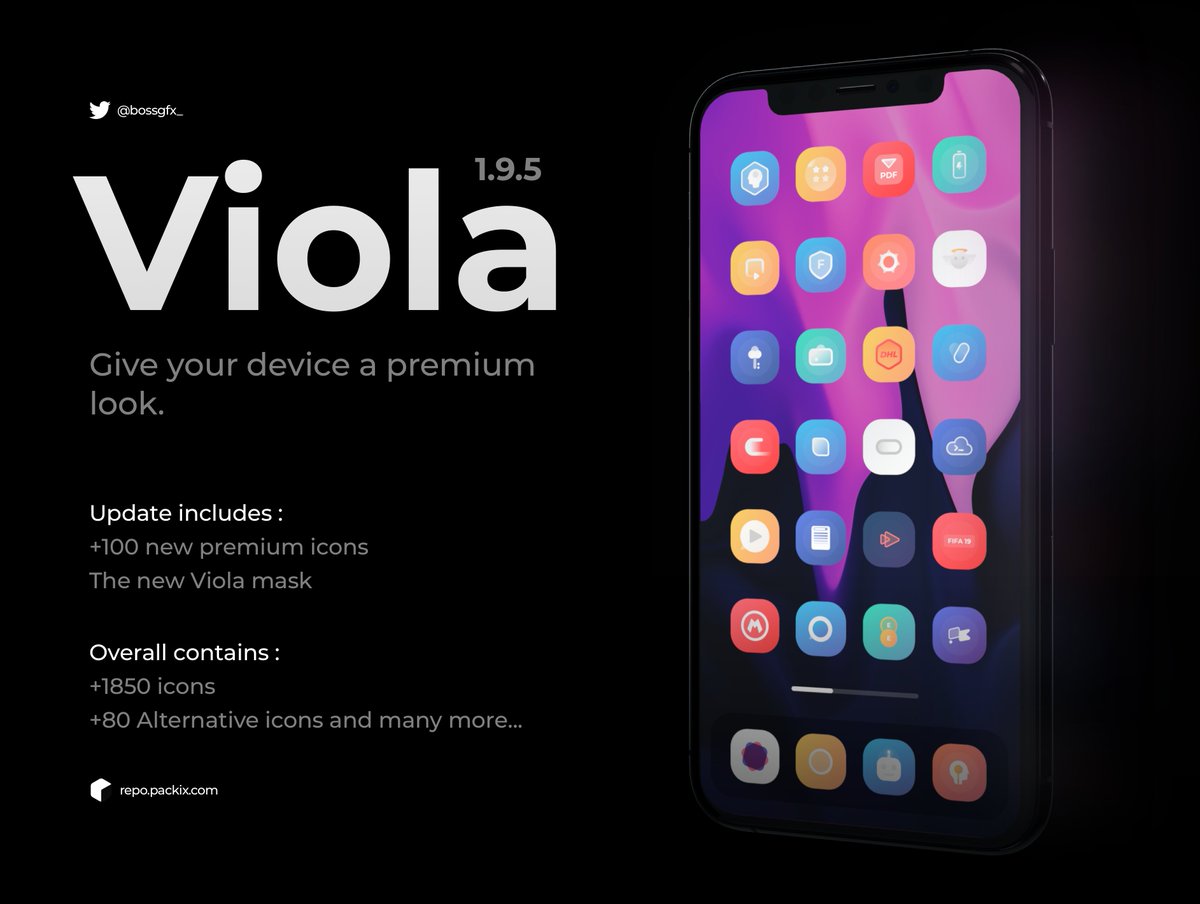 @bossgfx_
Viola
1.9.5
Give your device a premium
look.
Update includes :
+100 new premium icons
The new Viola mask
Overall contains :
+1850 icons
+80 Alternative icons and many more...
repo.packix.com
PDF
F
DHL
FIFA 19